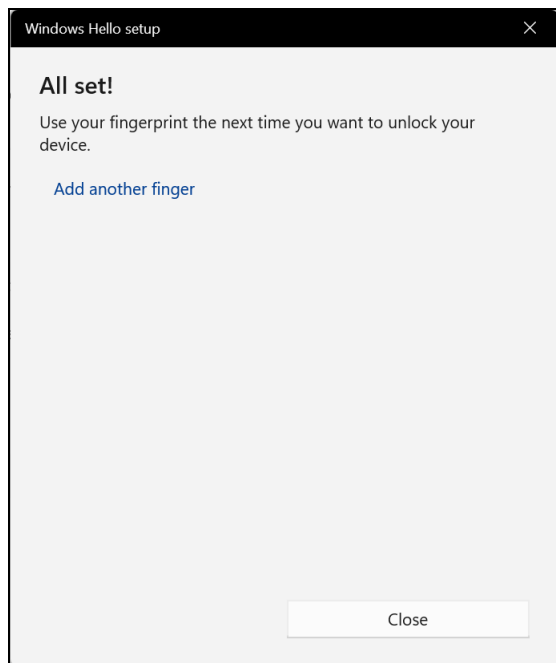 Windows Hello setup
All set!
Use your fingerprint the next time you want to unlock your
device.
Add another finger
Close